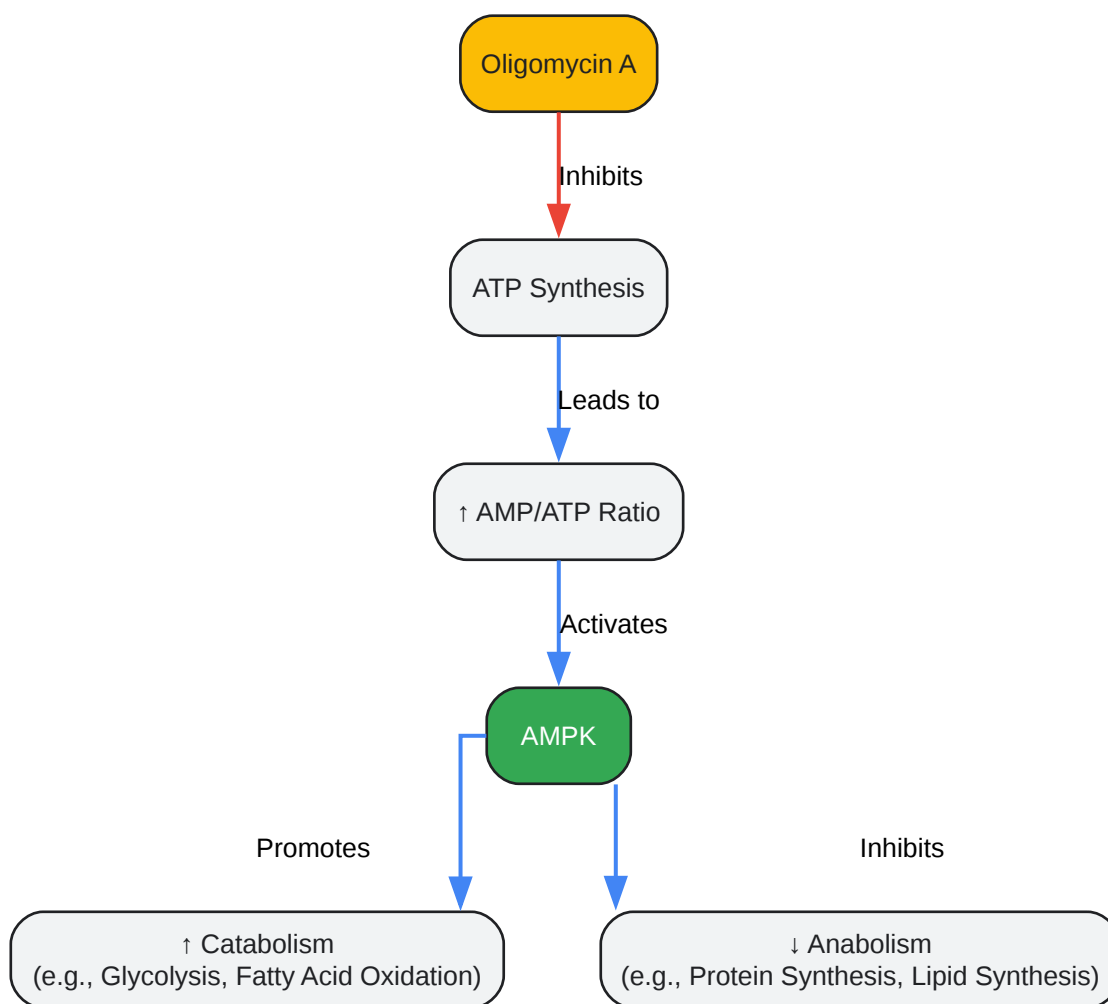 Oligomycin A
Inhibits
ATP Synthesis
Leads to
↑ AMP/ATP Ratio
Activates
AMPK
Promotes
Inhibits
↑ Catabolism
(e.g., Glycolysis, Fatty Acid Oxidation)
↓ Anabolism
(e.g., Protein Synthesis, Lipid Synthesis)